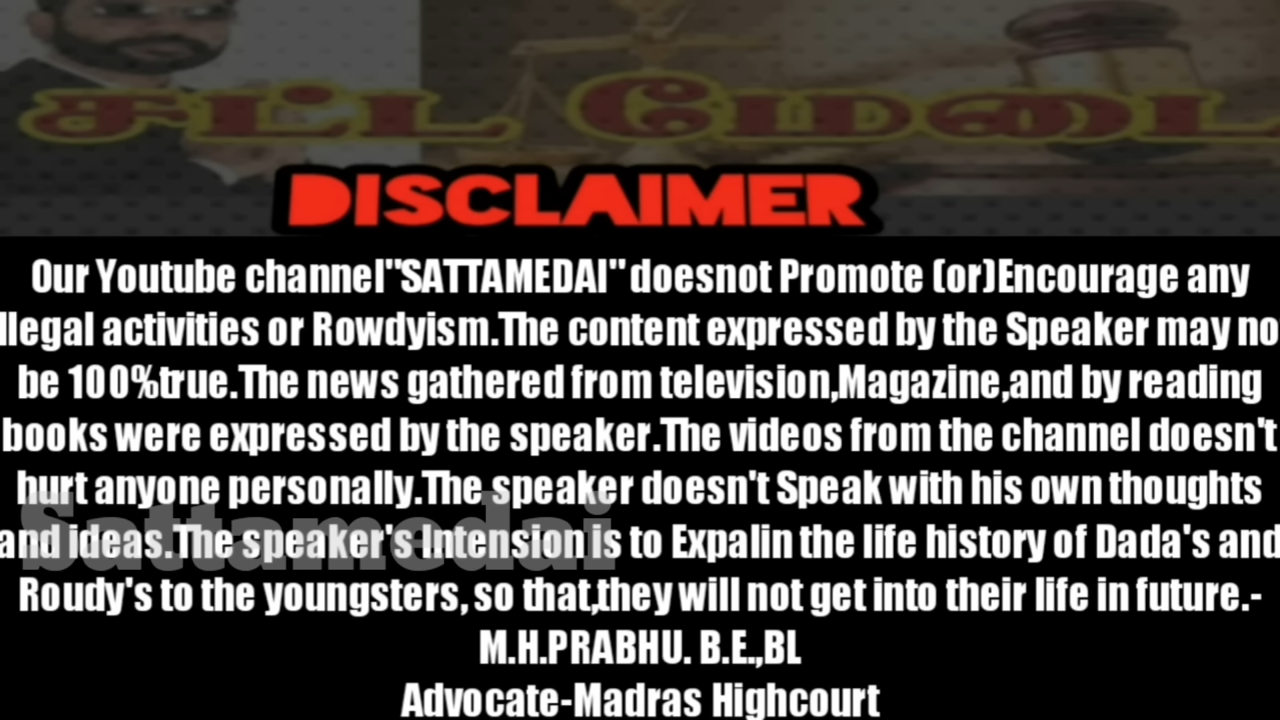 சட்ட மேடை
DISCLAIMER
Our Youtube channel"SATTAMEDAI" doesnot Promote (or)Encourage any
llegal activities or Rowdyism.The content expressed by the Speaker may no
be 100%true.The news gathered from television,Magazine,and by reading
books were expressed by the speaker.The videos from the channel doesn't
hurt anyone personally.The speaker doesn't Speak with his own thoughts
and ideas.The speaker's Intension is to Expalin the life history of Dada's and
Sattamedai
Roudy's to the youngsters, so that,they will not get into their life in future.-
M.H.PRABHU. B.E.,BL
Advocate-Madras Highcourt